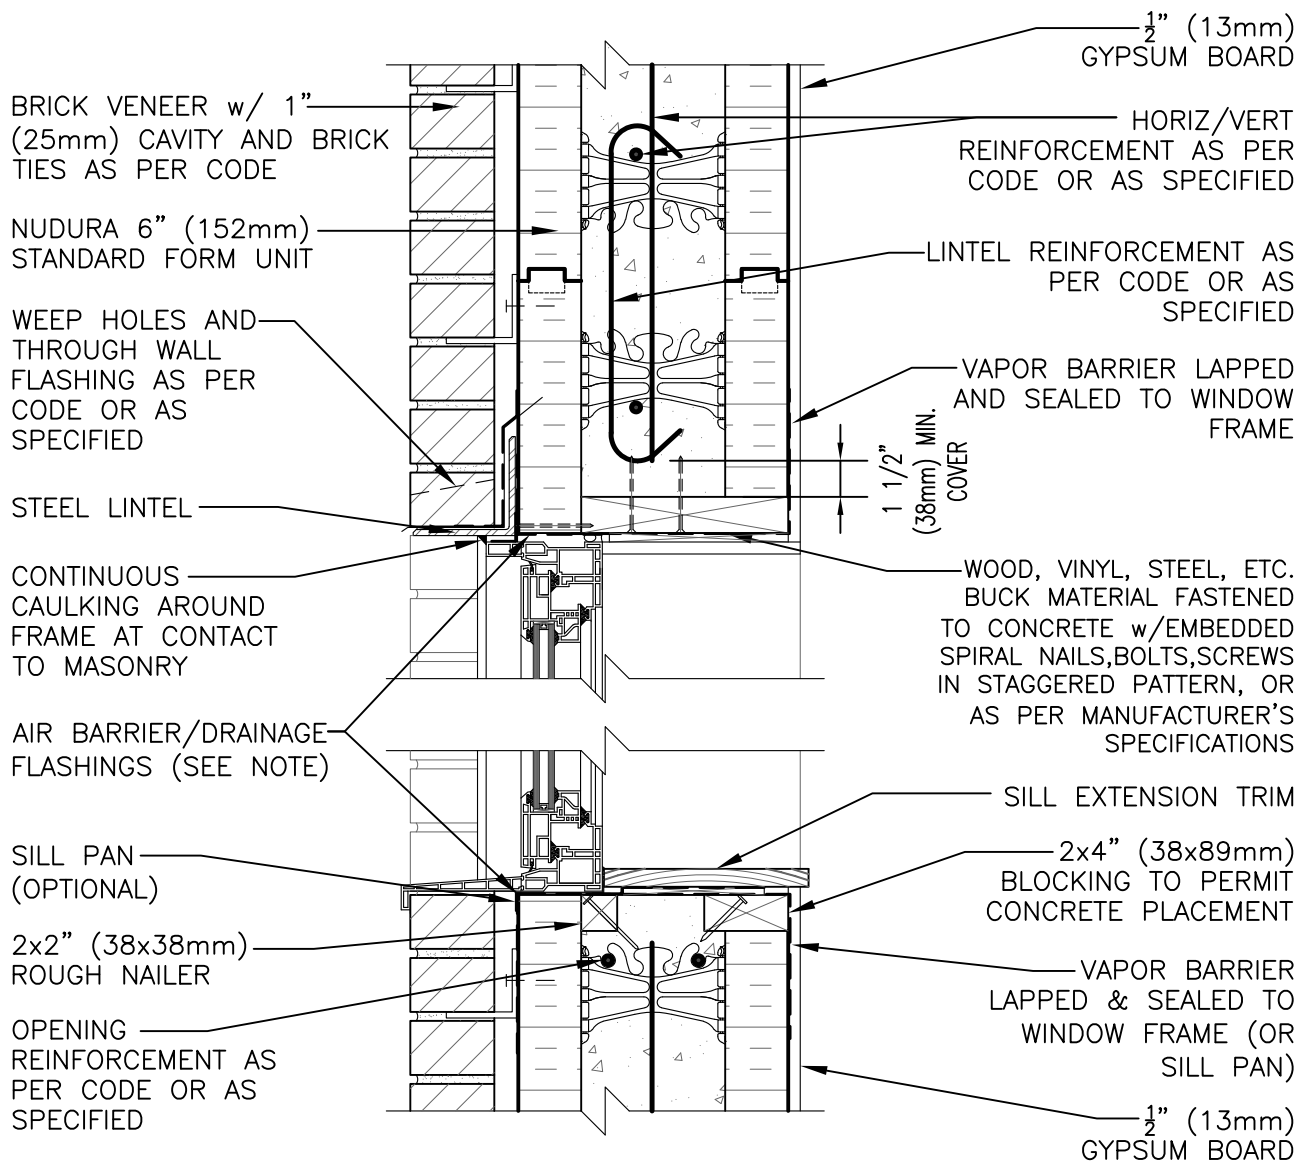 BRICK VENEER w/ 1"
(25mm) CAVITY AND BRICK
TIES AS PER CODE
NUDURA 6" (152mm)
STANDARD FORM UNIT
WEEP HOLES AND
THROUGH WALL
FLASHING AS PER
CODE OR AS
SPECIFIED
STEEL LINTEL
CONTINUOUS
CAULKING AROUND
FRAME AT CONTACT
TO MASONRY
AIR BARRIER/DRAINAGE
FLASHINGS (SEE NOTE)
SILL PAN
(OPTIONAL)
2x2" (38x38mm)
ROUGH NAILER
OPENING
REINFORCEMENT AS
PER CODE OR AS
SPECIFIED
½" (13mm)
GYPSUM BOARD
HORIZ/VERT
REINFORCEMENT AS PER
CODE OR AS SPECIFIED
LINTEL REINFORCEMENT AS
PER CODE OR AS
SPECIFIED
VAPOR BARRIER LAPPED
AND SEALED TO WINDOW
FRAME
1 1/2"
(38mm) MIN.
COVER
WOOD, VINYL, STEEL, ETC.
BUCK MATERIAL FASTENED
TO CONCRETE w/EMBEDDED
SPIRAL NAILS,BOLTS,SCREWS
IN STAGGERED PATTERN, OR
AS PER MANUFACTURER'S
SPECIFICATIONS
SILL EXTENSION TRIM
2x4" (38x89mm)
BLOCKING TO PERMIT
CONCRETE PLACEMENT
VAPOR BARRIER
LAPPED & SEALED TO
WINDOW FRAME (OR
SILL PAN)
½" (13mm)
GYPSUM BOARD